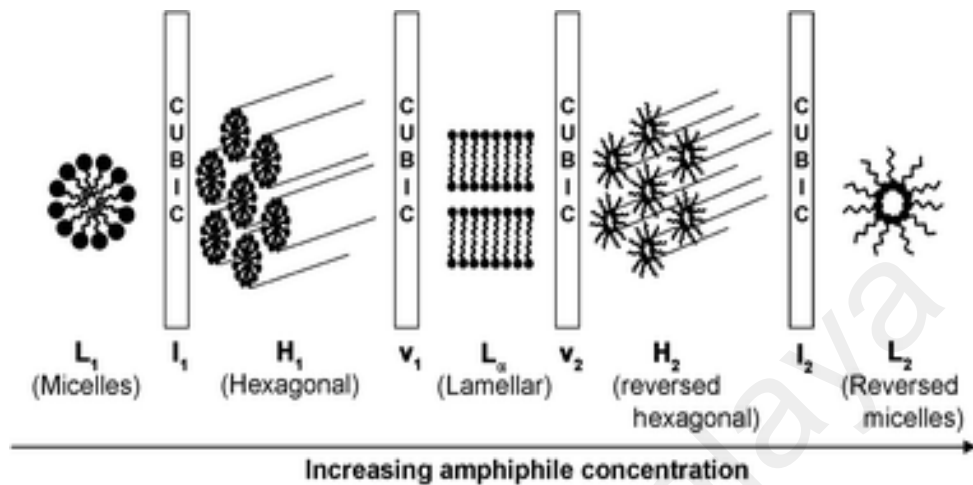 CUBIC
CUBIC
CUBIC
CUBIC
L₁
(Micelles)
I₁
H₁
(Hexagonal)
v₁
Lα
(Lamellar)
v₂
H₂
(reversed
hexagonal)
I₂
L₂
(Reversed
micelles)
Increasing amphiphile concentration